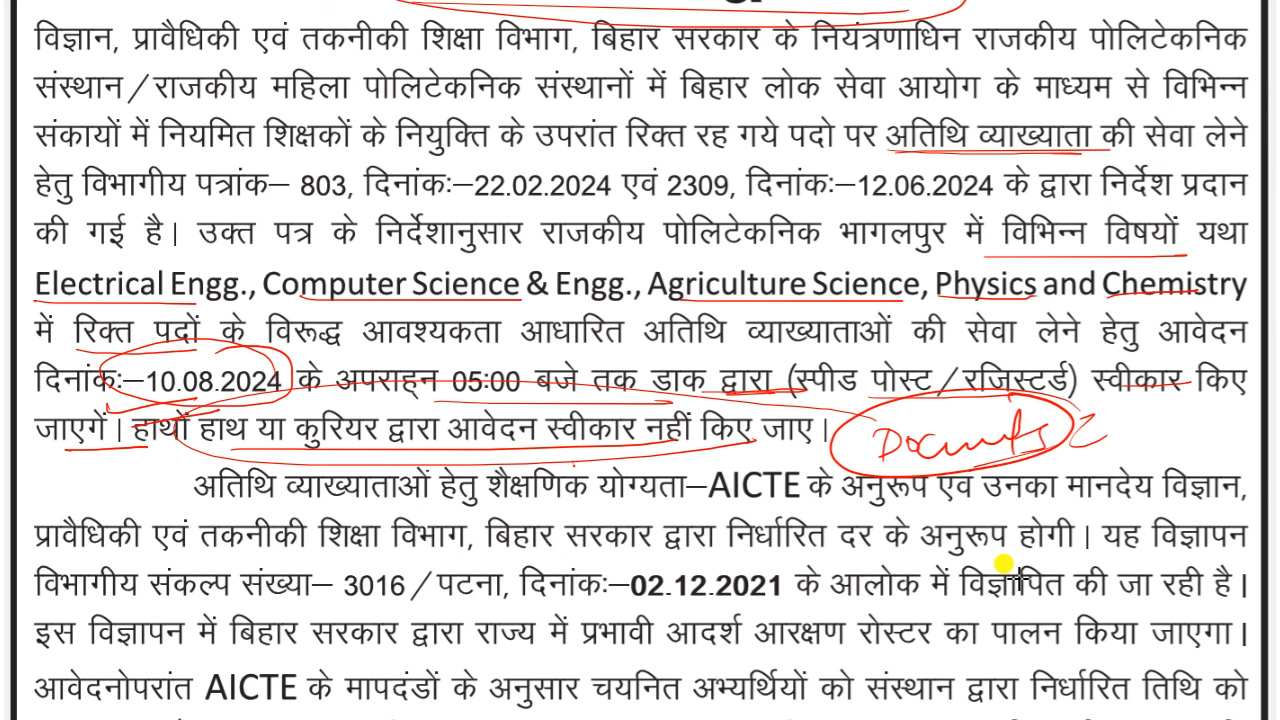 विज्ञान, प्रावैधिकी एवं तकनीकी शिक्षा विभाग, बिहार सरकार के नियंत्रणाधिन राजकीय पोलिटेकनिक
संस्थान/राजकीय महिला पोलिटेकनिक संस्थानों में बिहार लोक सेवा आयोग के माध्यम से विभिन्न
संकायों में नियमित शिक्षकों के नियुक्ति के उपरांत रिक्त रह गये पदो पर अतिथि व्याख्याता की सेवा लेने
हेतु विभागीय पत्रांक– 803, दिनांकः–22.02.2024 एवं 2309, दिनांकः–12.06.2024 के द्वारा निर्देश प्रदान
की गई है। उक्त पत्र के निर्देशानुसार राजकीय पोलिटेकनिक भागलपुर में विभिन्न विषयों यथा
Electrical Engg., Computer Science & Engg., Agriculture Science, Physics and Chemistry
में रिक्त पदों के विरूद्ध आवश्यकता आधारित अतिथि व्याख्याताओं की सेवा लेने हेतु आवेदन
दिनांकः–10.08.2024 के अपराह्न 05:00 बजे तक डाक द्वारा (स्पीड पोस्ट/रजिस्टर्ड) स्वीकार किए
जाएगें। हाथों हाथ या कुरियर द्वारा आवेदन स्वीकार नहीं किए जाए।
अतिथि व्याख्याताओं हेतु शैक्षणिक योग्यता–AICTE के अनुरूप एवं उनका मानदेय विज्ञान,
प्रावैधिकी एवं तकनीकी शिक्षा विभाग, बिहार सरकार द्वारा निर्धारित दर के अनुरूप होगी। यह विज्ञापन
विभागीय संकल्प संख्या– 3016/पटना, दिनांकः–02.12.2021 के आलोक में विज्ञापित की जा रही है।
इस विज्ञापन में बिहार सरकार द्वारा राज्य में प्रभावी आदर्श आरक्षण रोस्टर का पालन किया जाएगा।
आवेदनोपरांत AICTE के मापदंडों के अनुसार चयनित अभ्यर्थियों को संस्थान द्वारा निर्धारित तिथि को